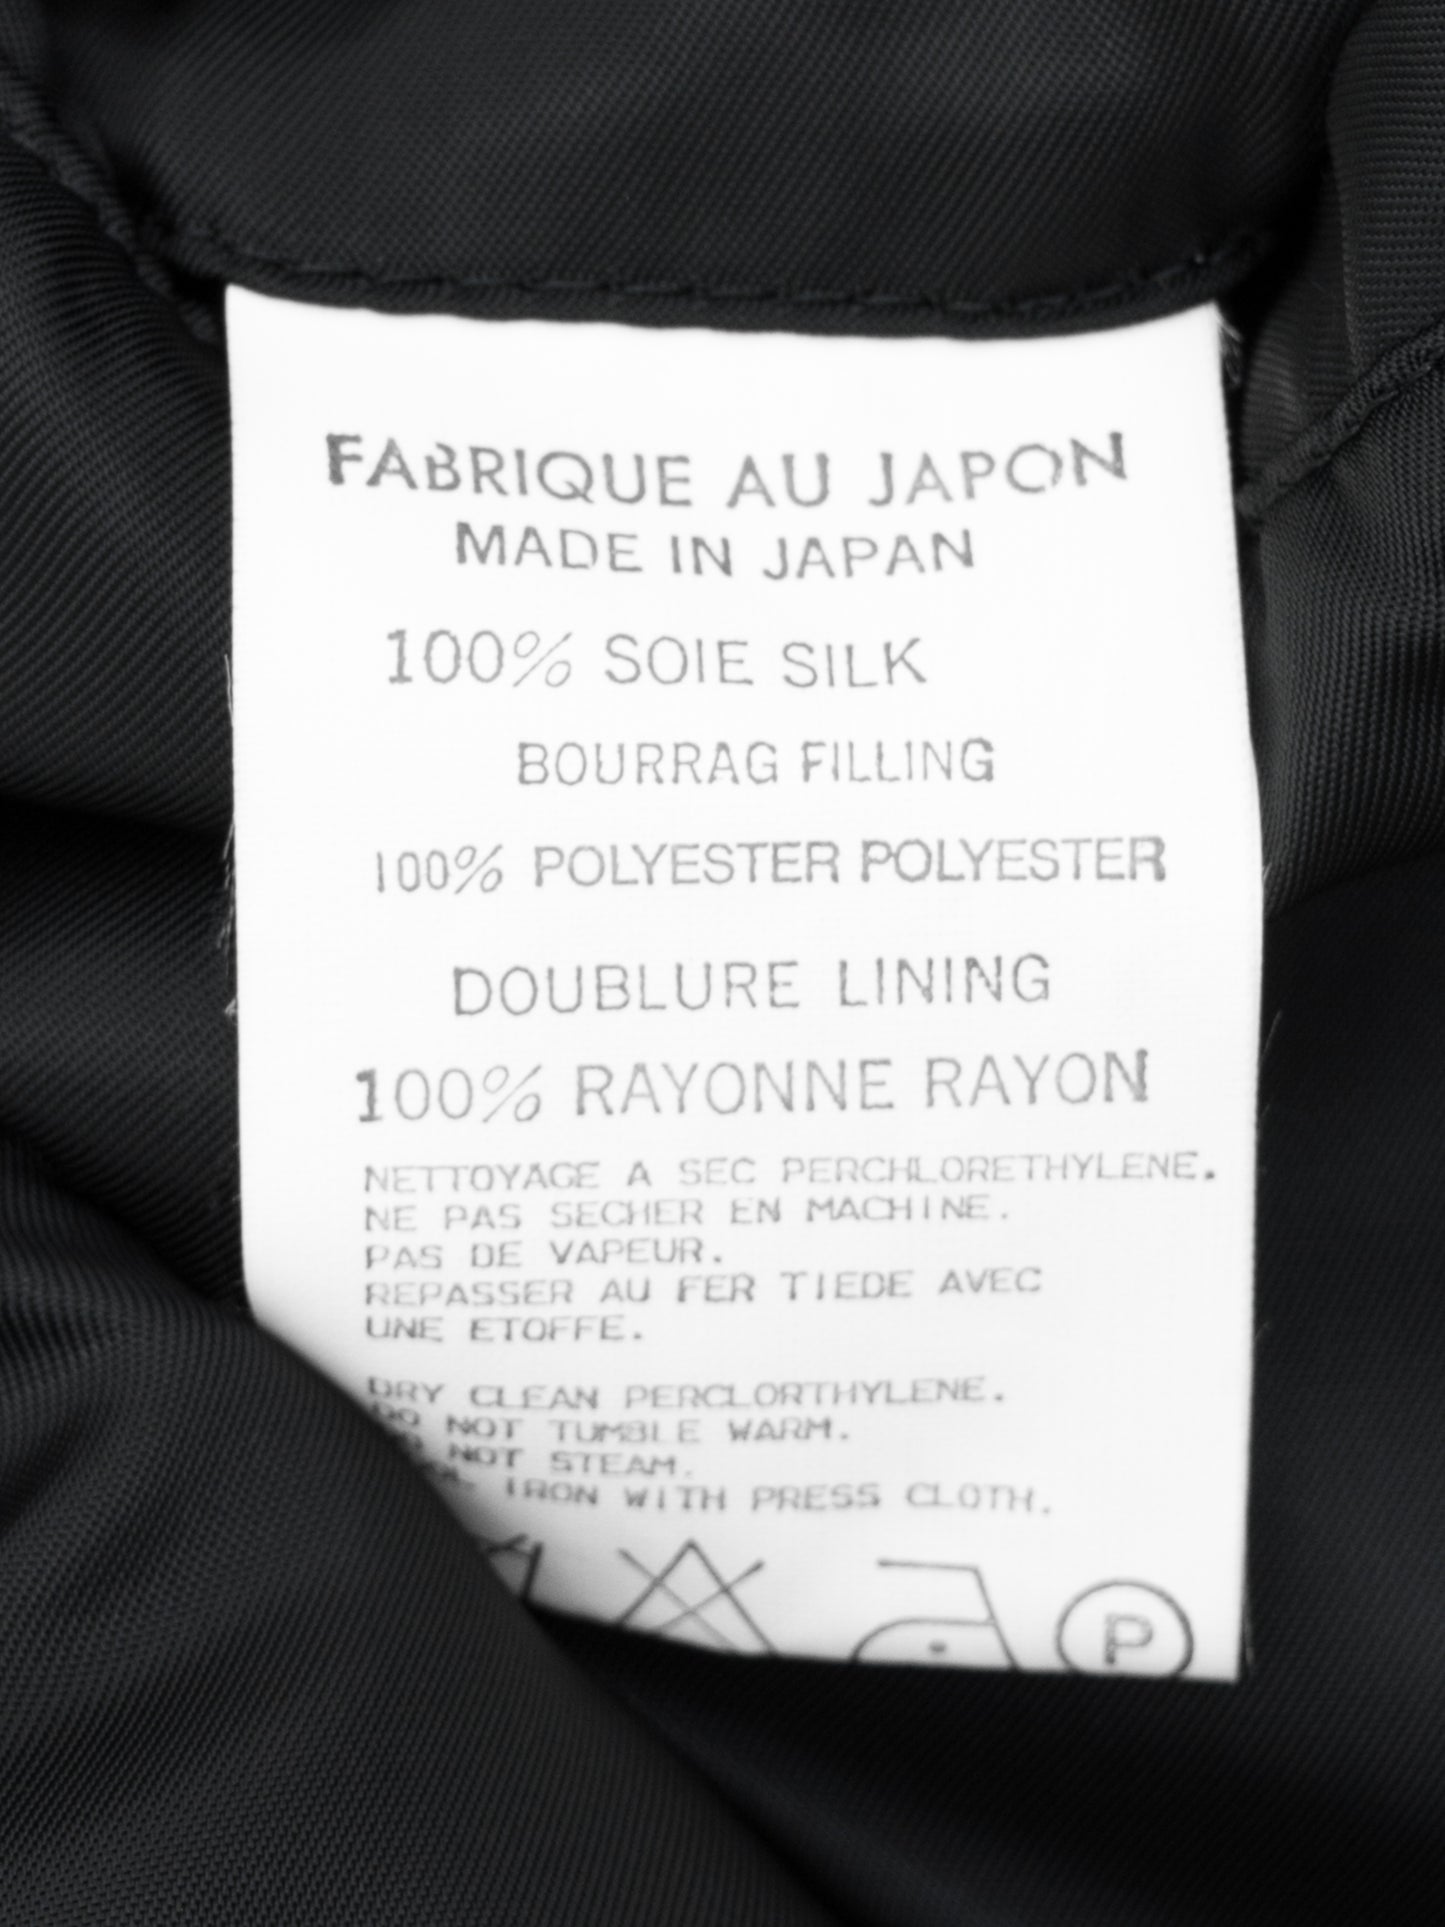 FABRIQUE AU JAPON
MADE IN JAPAN
100% SOIE SILK
BOURRAG FILLING
100% POLYESTER POLYESTER
DOUBLURE LINING
100% RAYONNE RAYON
NETTOYAGE A SEC PERCHLORETHYLENE.
NE PAS SECHER EN MACHINE.
PAS DE VAPEUR.
REPASSER AU FER TIEDE AVEC
UNE ETOFFE.
DRY CLEAN PERCLORTHYLENE.
DO NOT TUMBLE WARM.
DO NOT STEAM.
IRON WITH PRESS CLOTH.
P